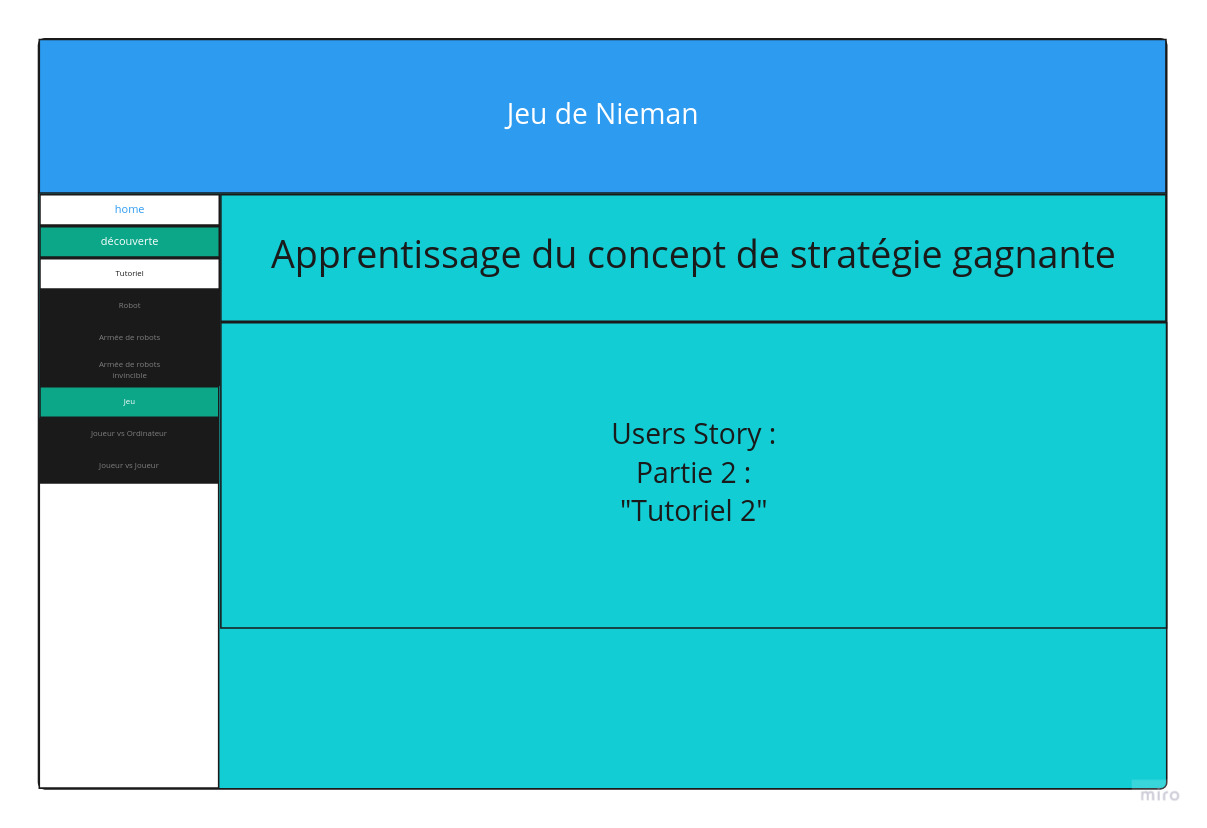 Jeu de Nieman
home
découverte
Tutoriel
Robot
Armée de robots
Armée de robots
invincible
Jeu
Joueur vs Ordinateur
Joueur vs Joueur
Apprentissage du concept de stratégie gagnante
Users Story :
Partie 2 :
"Tutoriel 2"
miro